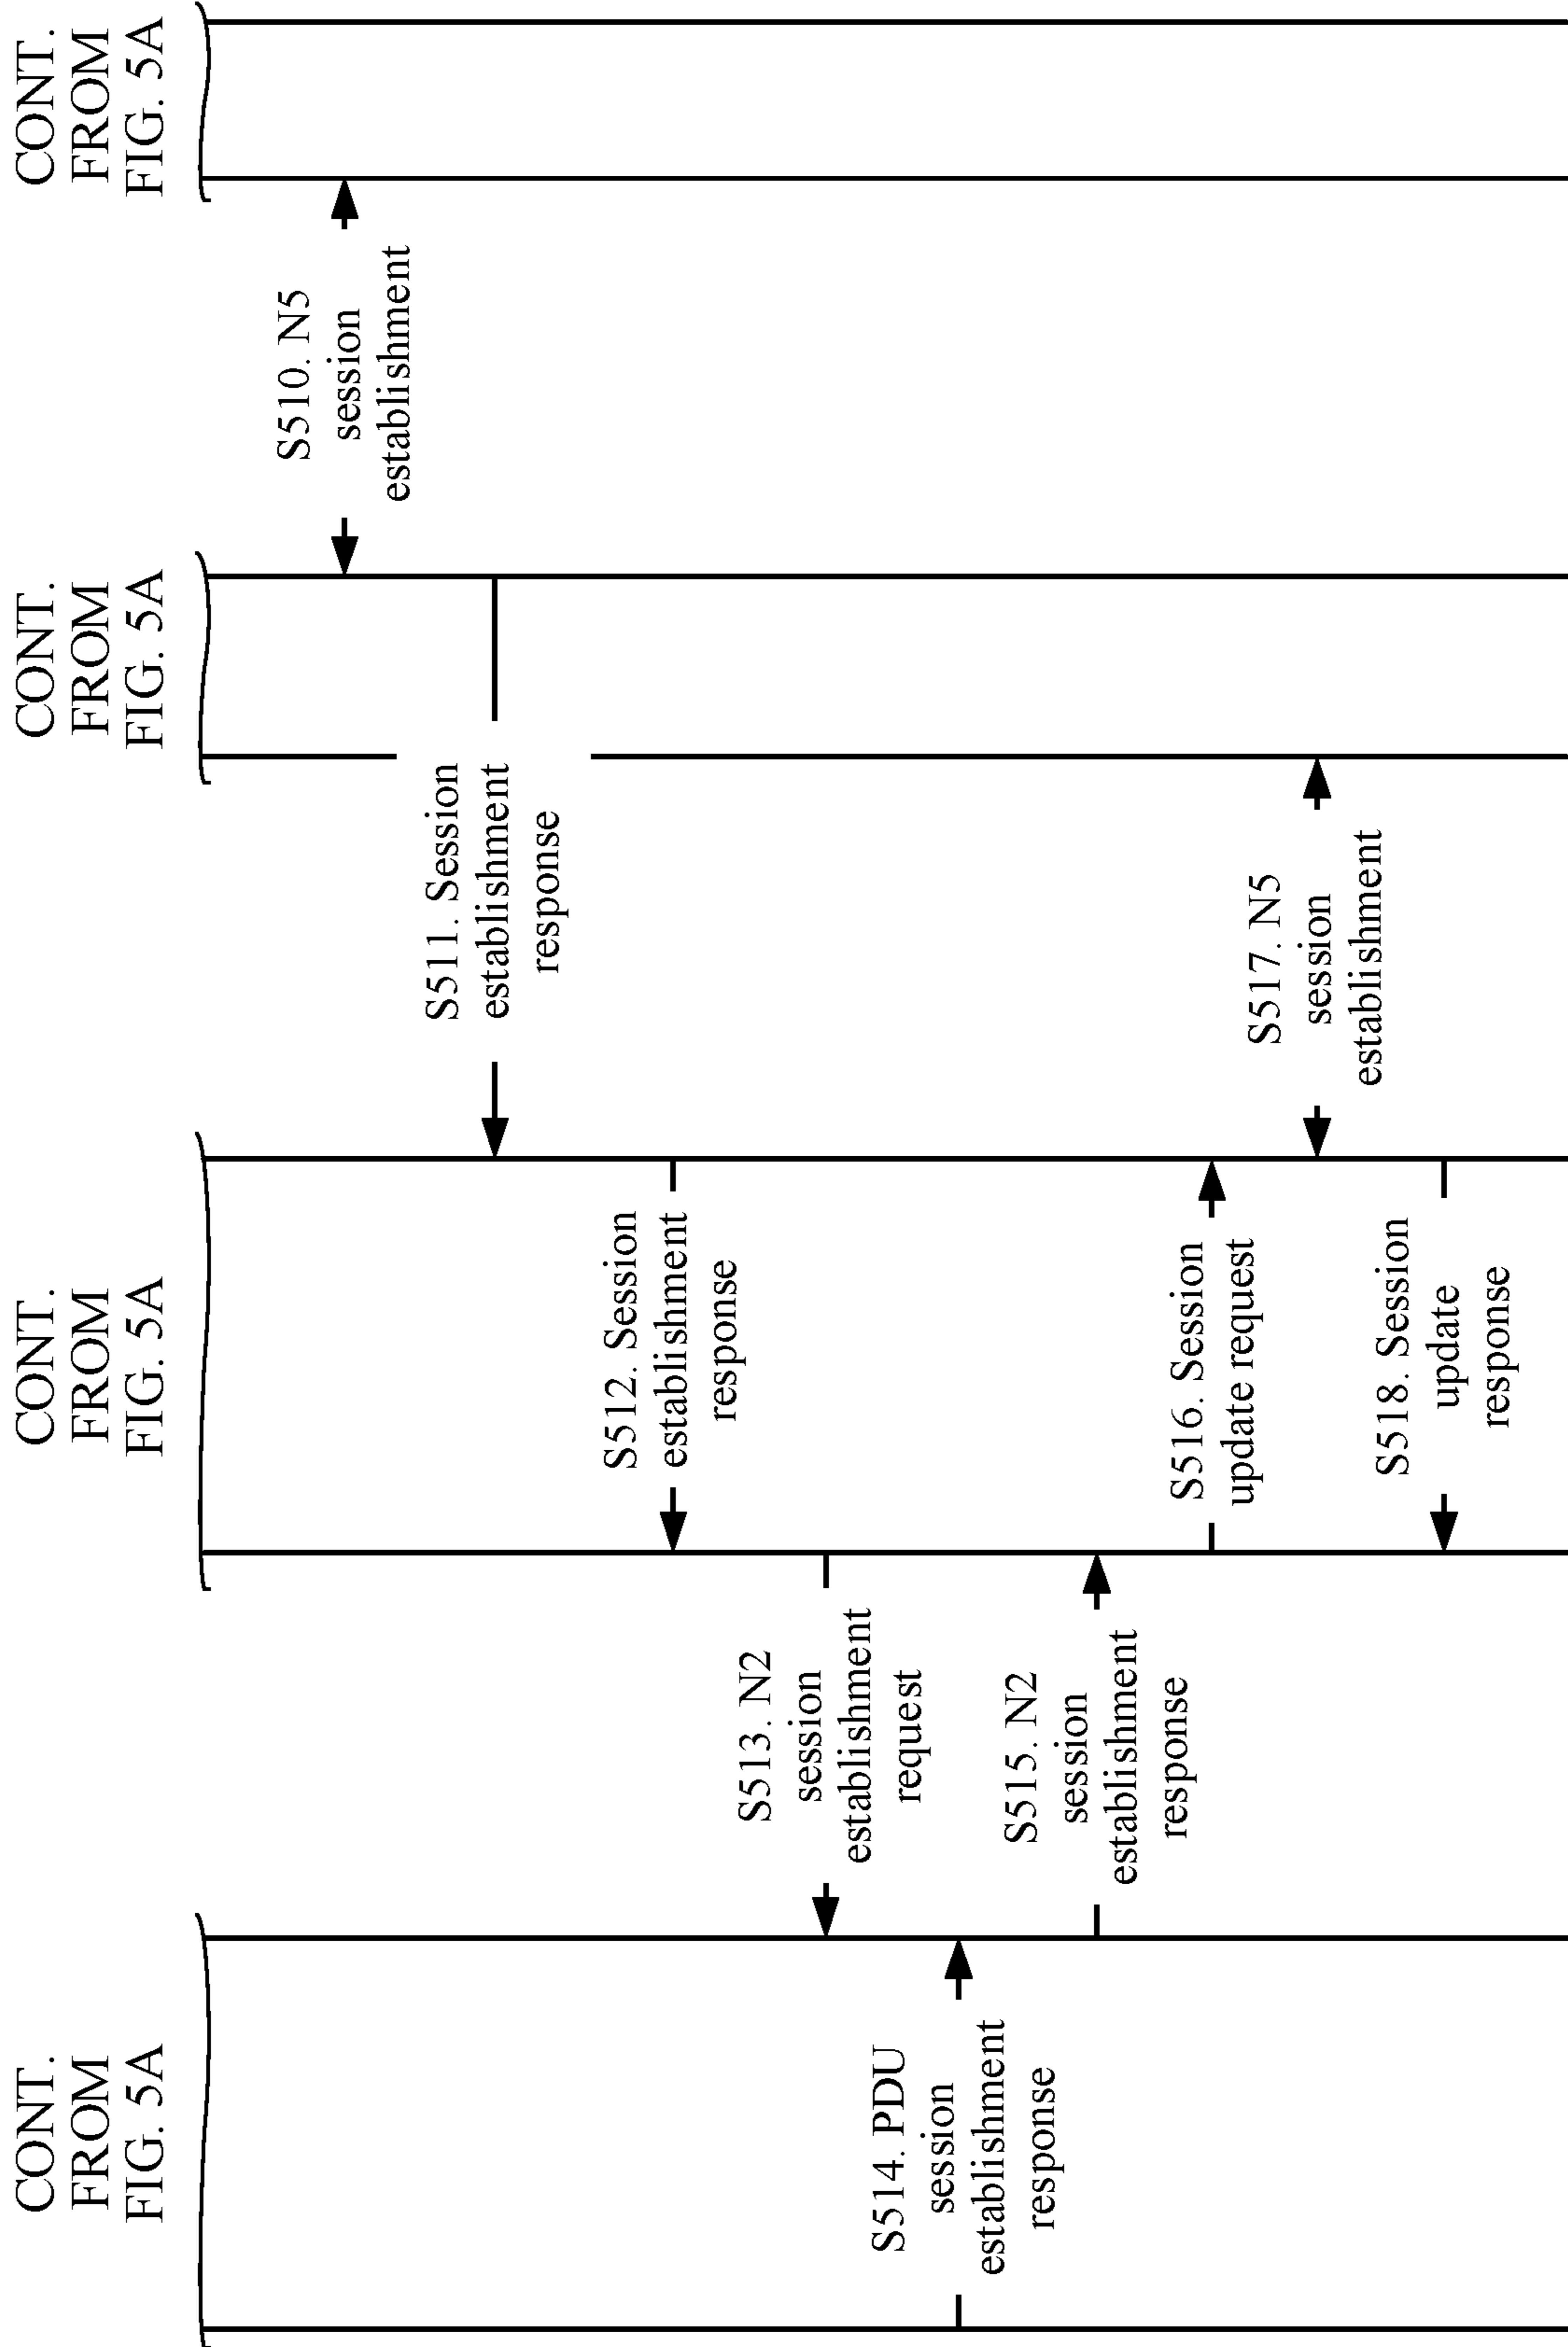 CONT.
FROM
FIG. 5A
CONT.
FROM
FIG. 5A
CONT.
FROM
FIG. 5A
CONT.
FROM
FIG. 5A
S510. N5
session
establishment
S511. Session
establishment
response
S512. Session
establishment
response
S513. N2
session
establishment
request
S514. PDU
session
establishment
response
S515. N2
session
establishment
response
S516. Session
update request
S517. N5
session
establishment
S518. Session
update
response